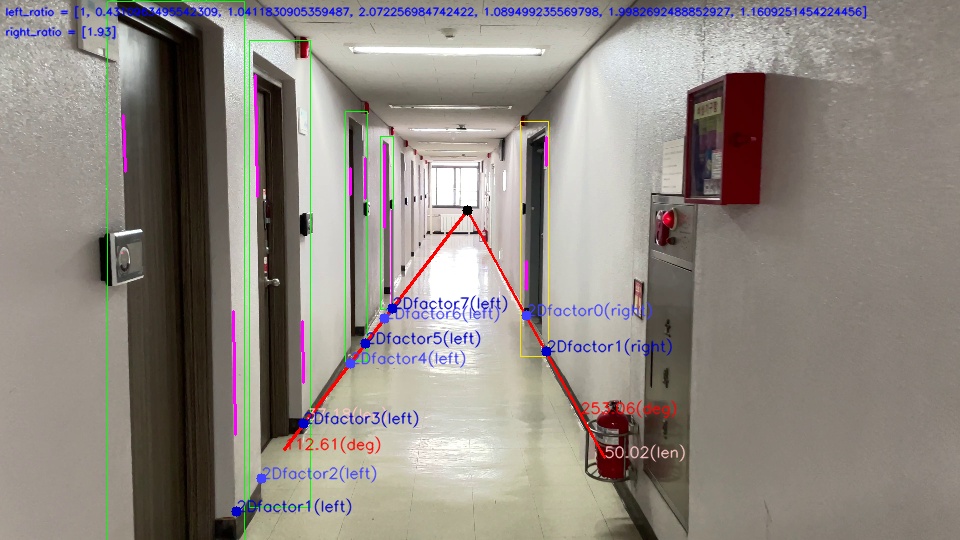 left_ratio = [1, 0.4319663495542309, 1.0411830905359487, 2.072256984742422, 1.089499235569798, 1.9982692488852927, 1.1609251454224456]
right_ratio = [1.93]
2Dfactor7(left)
2Dfactor6(left)
2Dfactor0(right)
2Dfactor5(left)
2Dfactor1(right)
2Dfactor4(left)
253.06(deg)
2Dfactor3(left)
112.61(deg)
50.02(len)
2Dfactor2(left)
2Dfactor1(left)